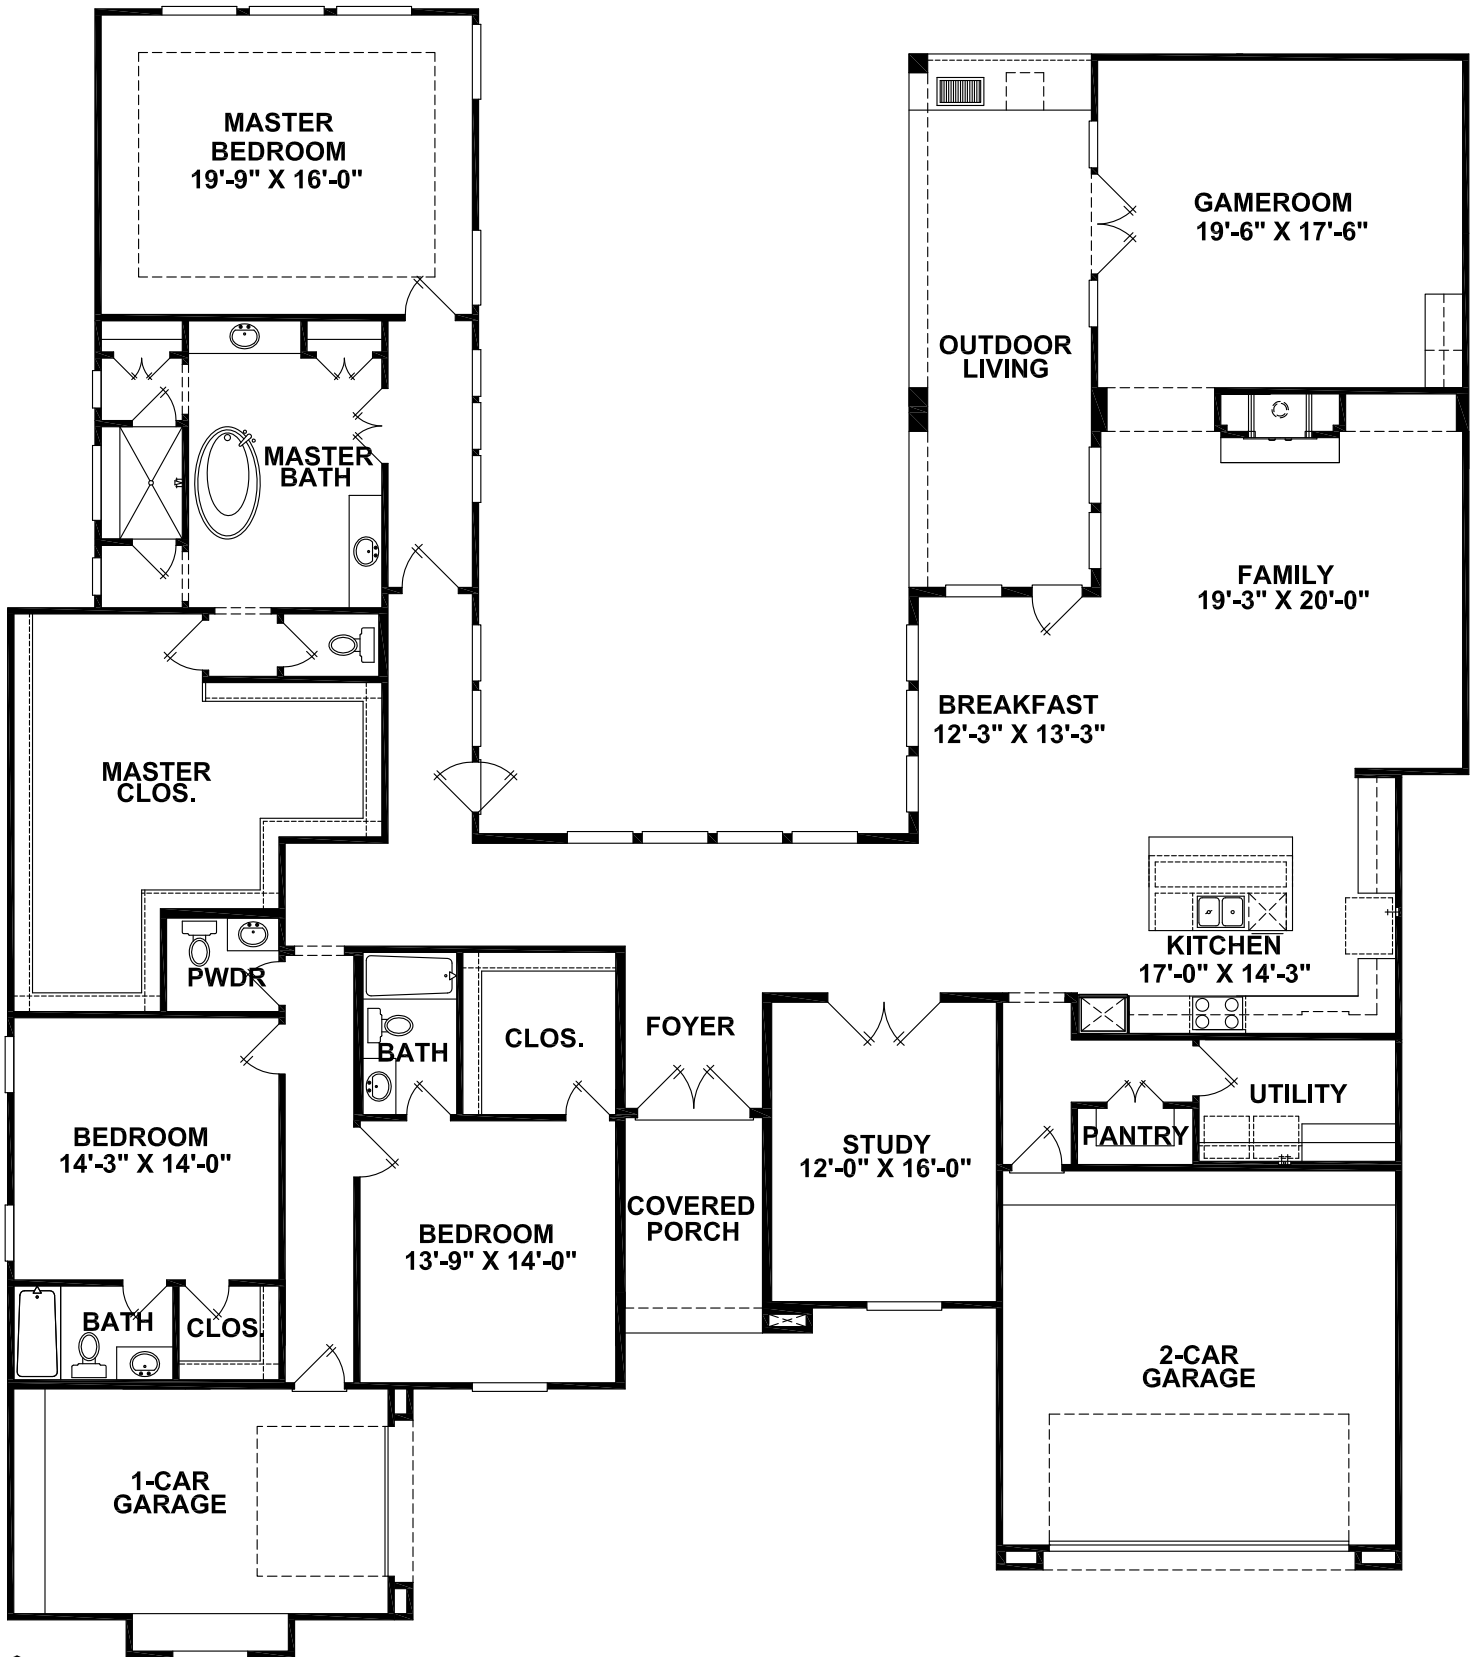 MASTER
BEDROOM
19'-9" X 16'-0"
GAMEROOM
19'-6" X 17'-6"
OUTDOOR
LIVING
MASTER
BATH
FAMILY
19'-3" X 20'-0"
BREAKFAST
12'-3" X 13'-3"
MASTER
CLOS.
KITCHEN
17'-0" X 14'-3"
PWDR
FOYER
CLOS.
BATH
UTILITY
PANTRY
BEDROOM
14'-3" X 14'-0"
STUDY
12'-0" X 16'-0"
COVERED
PORCH
BEDROOM
13'-9" X 14'-0"
BATH
CLOS.
2-CAR
GARAGE
1-CAR
GARAGE